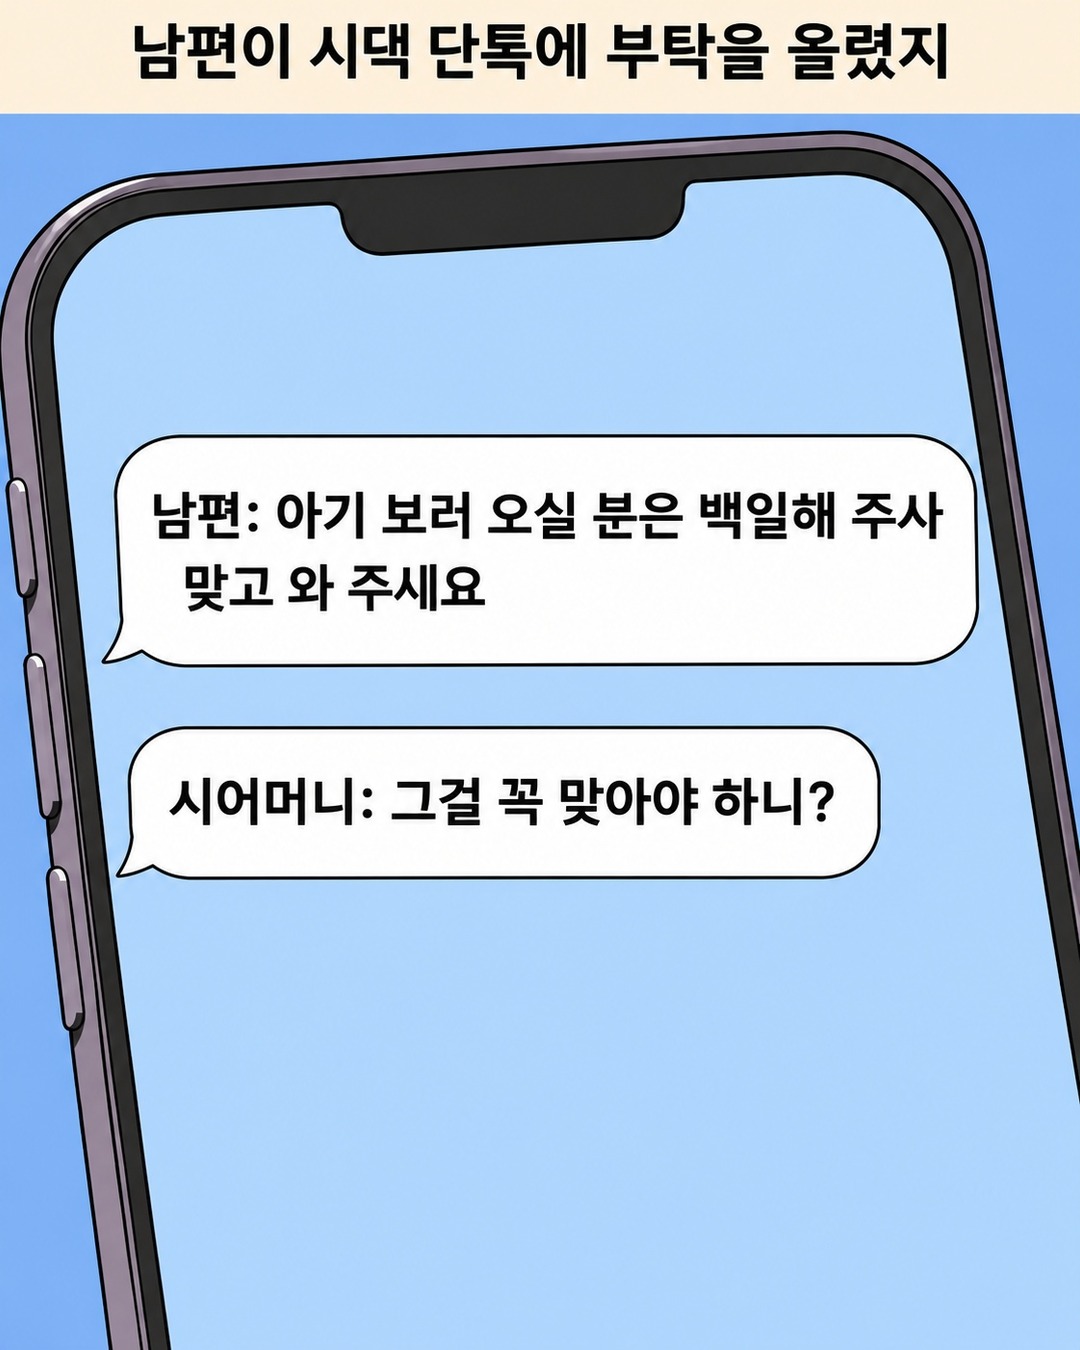 남편이 시댁 단톡에 부탁을 올렸지
남편: 아기 보러 오실 분은 백일해 주사
맞고 와 주세요
시어머니: 그걸 꼭 맞아야 하니?